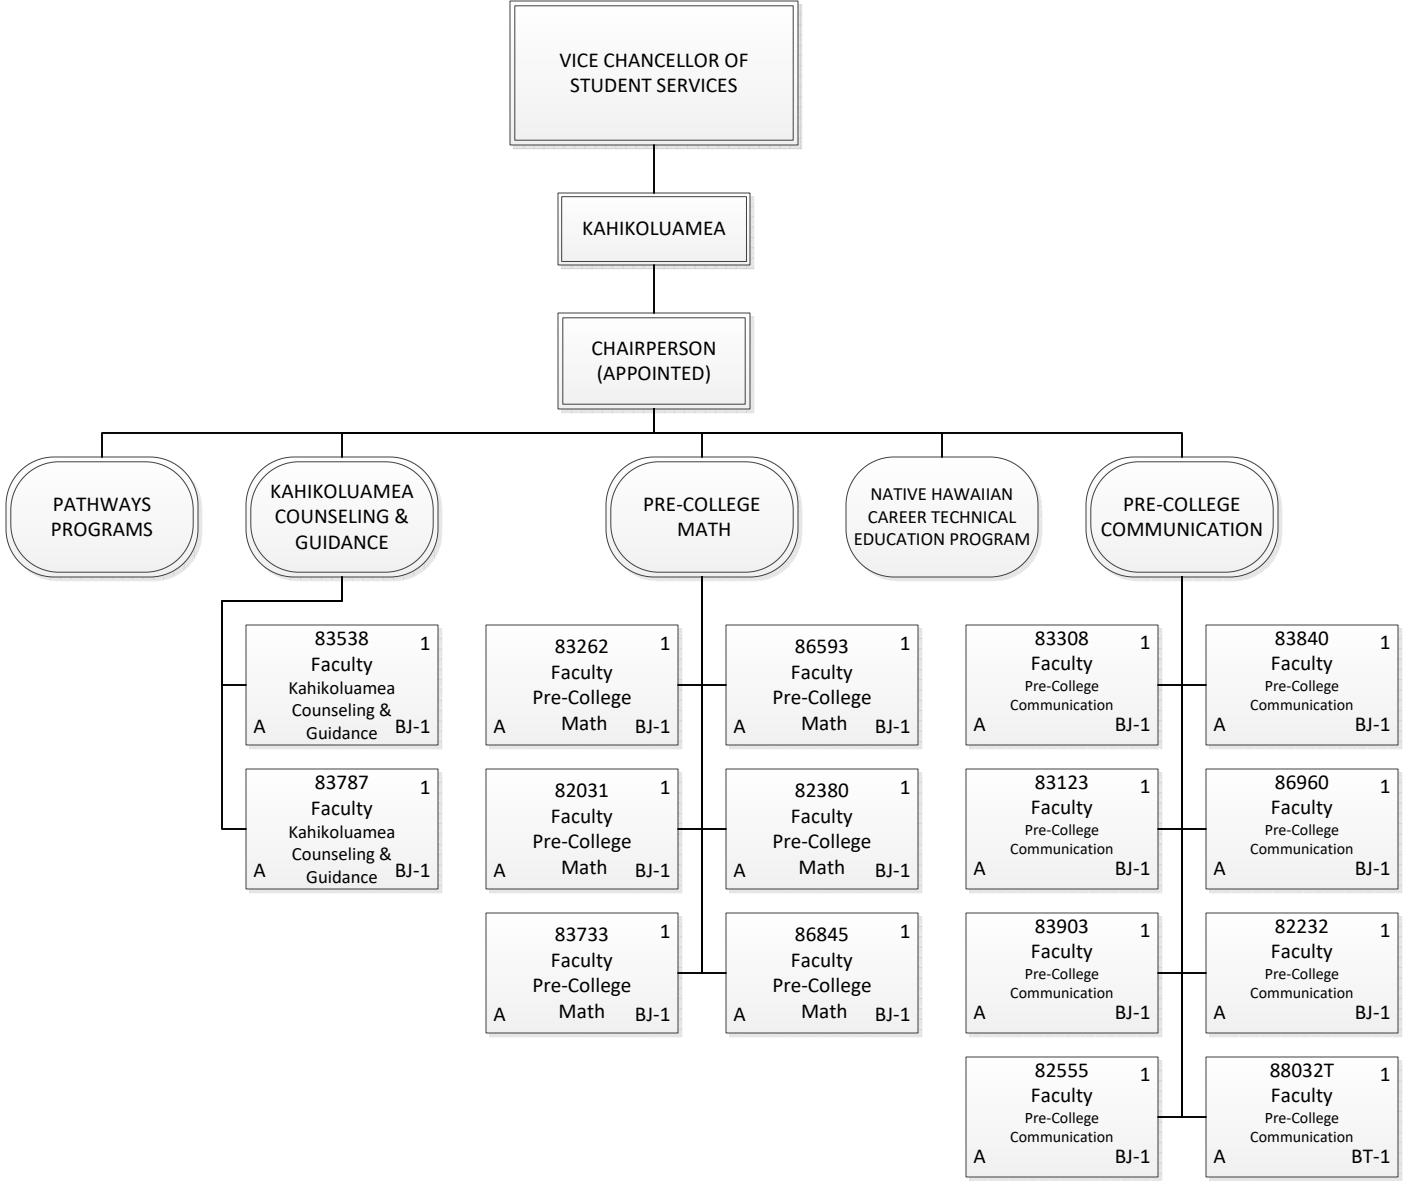 VICE CHANCELLOR OF
STUDENT SERVICES
KAHIKOLUAMEA
CHAIRPERSON
(APPOINTED)
PATHWAYS
PROGRAMS
KAHIKOLUAMEA
COUNSELING &
GUIDANCE
PRE-COLLEGE
MATH
NATIVE HAWAIIAN
CAREER TECHNICAL
EDUCATION PROGRAM
PRE-COLLEGE
COMMUNICATION
83538 1
Faculty
Kahikoluamea
Counseling &
Guidance
A BJ-1
83787 1
Faculty
Kahikoluamea
Counseling &
Guidance
A BJ-1
83262 1
Faculty
Pre-College
Math
A BJ-1
86593 1
Faculty
Pre-College
Math
A BJ-1
82031 1
Faculty
Pre-College
Math
A BJ-1
82380 1
Faculty
Pre-College
Math
A BJ-1
83733 1
Faculty
Pre-College
Math
A BJ-1
86845 1
Faculty
Pre-College
Math
A BJ-1
83308 1
Faculty
Pre-College
Communication
A BJ-1
83840 1
Faculty
Pre-College
Communication
A BJ-1
83123 1
Faculty
Pre-College
Communication
A BJ-1
86960 1
Faculty
Pre-College
Communication
A BJ-1
83903 1
Faculty
Pre-College
Communication
A BJ-1
82232 1
Faculty
Pre-College
Communication
A BJ-1
82555 1
Faculty
Pre-College
Communication
A BJ-1
88032T 1
Faculty
Pre-College
Communication
A BT-1